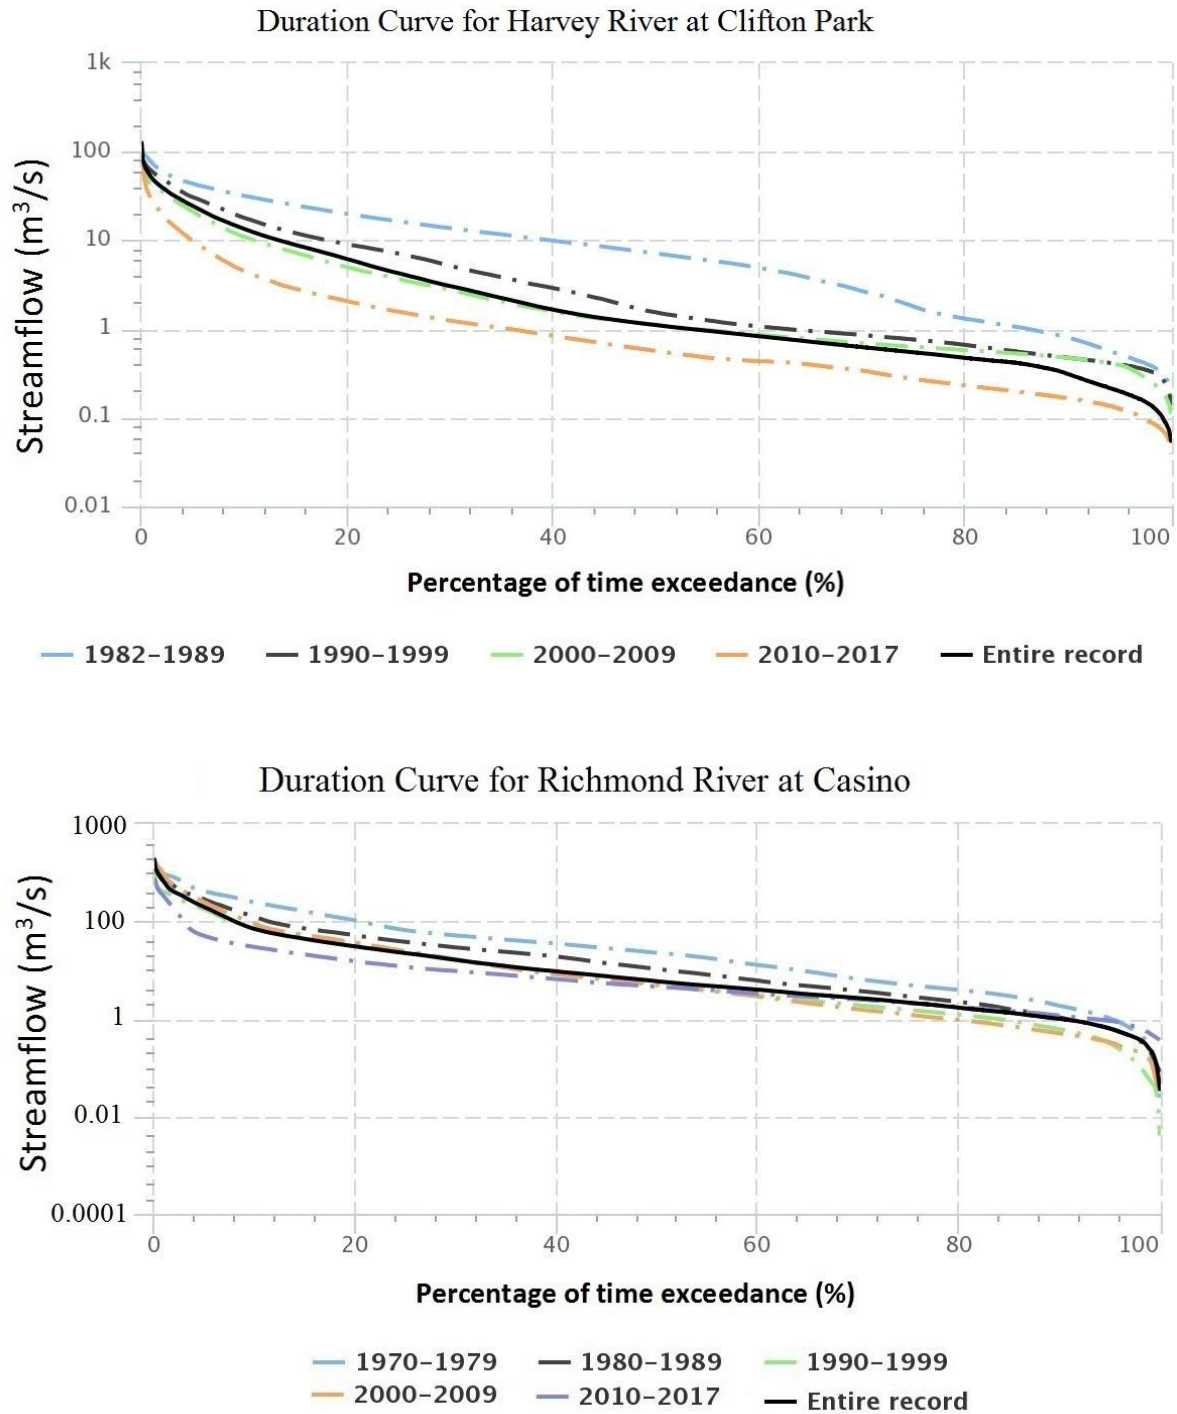 Duration Curve for Harvey River at Clifton Park
1k
100
10
1
0.1
0.01
Streamflow (m³/s)
0 20 40 60 80 100
Percentage of time exceedance (%)
1982–1989 1990–1999 2000–2009 2010–2017 Entire record
Duration Curve for Richmond River at Casino
1000
100
1
0.01
0.0001
Streamflow (m³/s)
0 20 40 60 80 100
Percentage of time exceedance (%)
1970–1979 1980–1989 1990–1999
2000–2009 2010–2017 Entire record